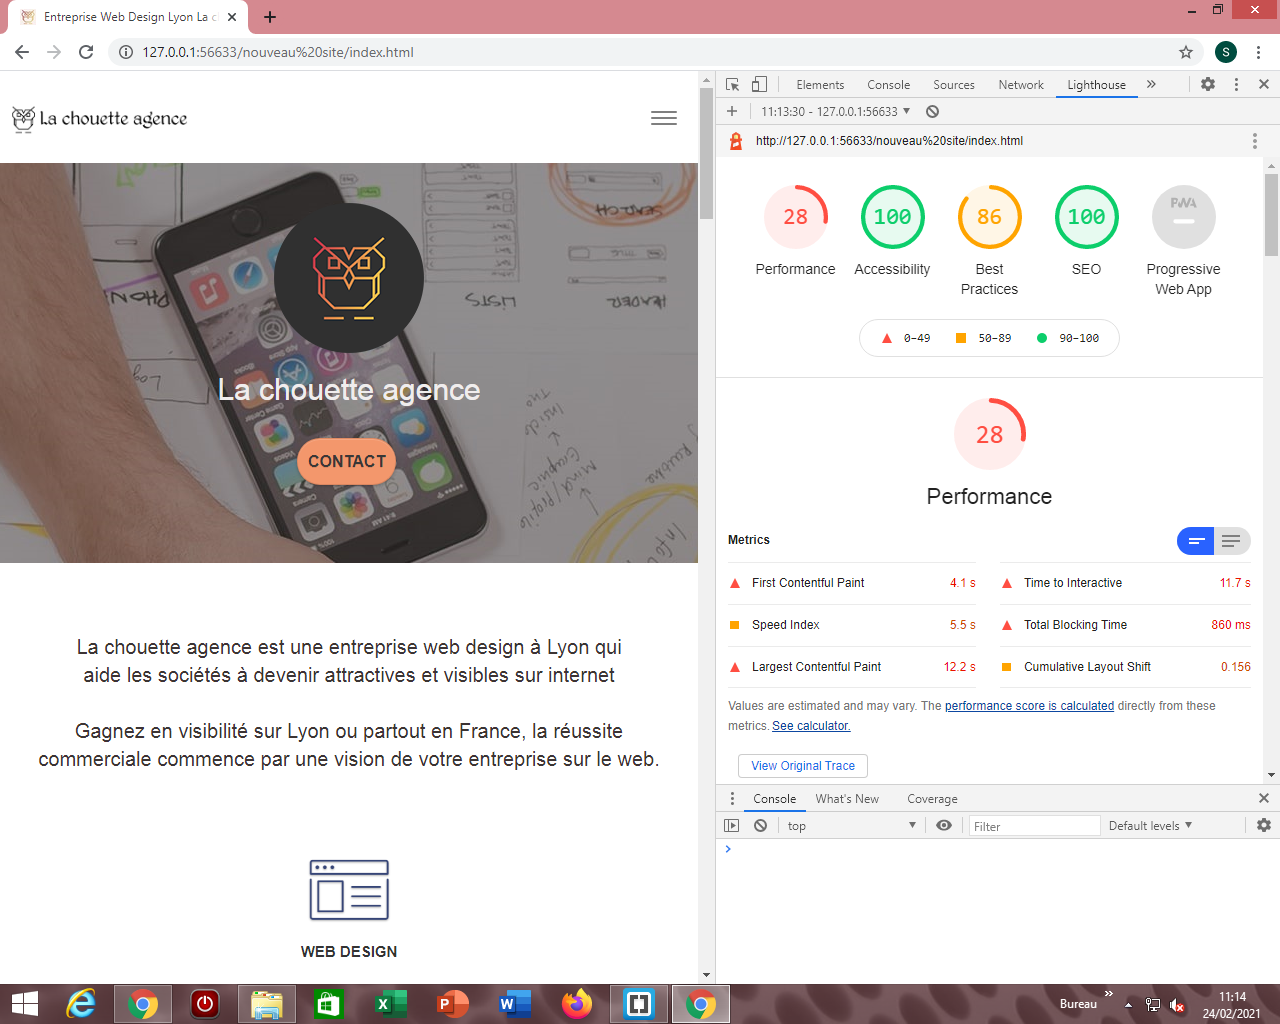 Entreprise Web Design Lyon La c
127.0.0.1:56633/nouveau%20site/index.html
S
La chouette agence
SEARCH
LISTS
HEADER
La chouette agence
CONTACT
La chouette agence est une entreprise web design à Lyon qui
aide les sociétés à devenir attractives et visibles sur internet
Gagnez en visibilité sur Lyon ou partout en France, la réussite
commerciale commence par une vision de votre entreprise sur le web.
WEB DESIGN
Elements Console Sources Network Lighthouse
11:13:30 - 127.0.0.1:56633
http://127.0.0.1:56633/nouveau%20site/index.html
28 100 86 100 PWA
Performance Accessibility Best Practices SEO Progressive Web App
0–49 50–89 90–100
28
Performance
Metrics
First Contentful Paint 4.1 s
Time to Interactive 11.7 s
Speed Index 5.5 s
Total Blocking Time 860 ms
Largest Contentful Paint 12.2 s
Cumulative Layout Shift 0.156
Values are estimated and may vary. The performance score is calculated directly from these
metrics. See calculator.
View Original Trace
Console What's New Coverage
top Filter Default levels
Bureau
11:14
24/02/2021